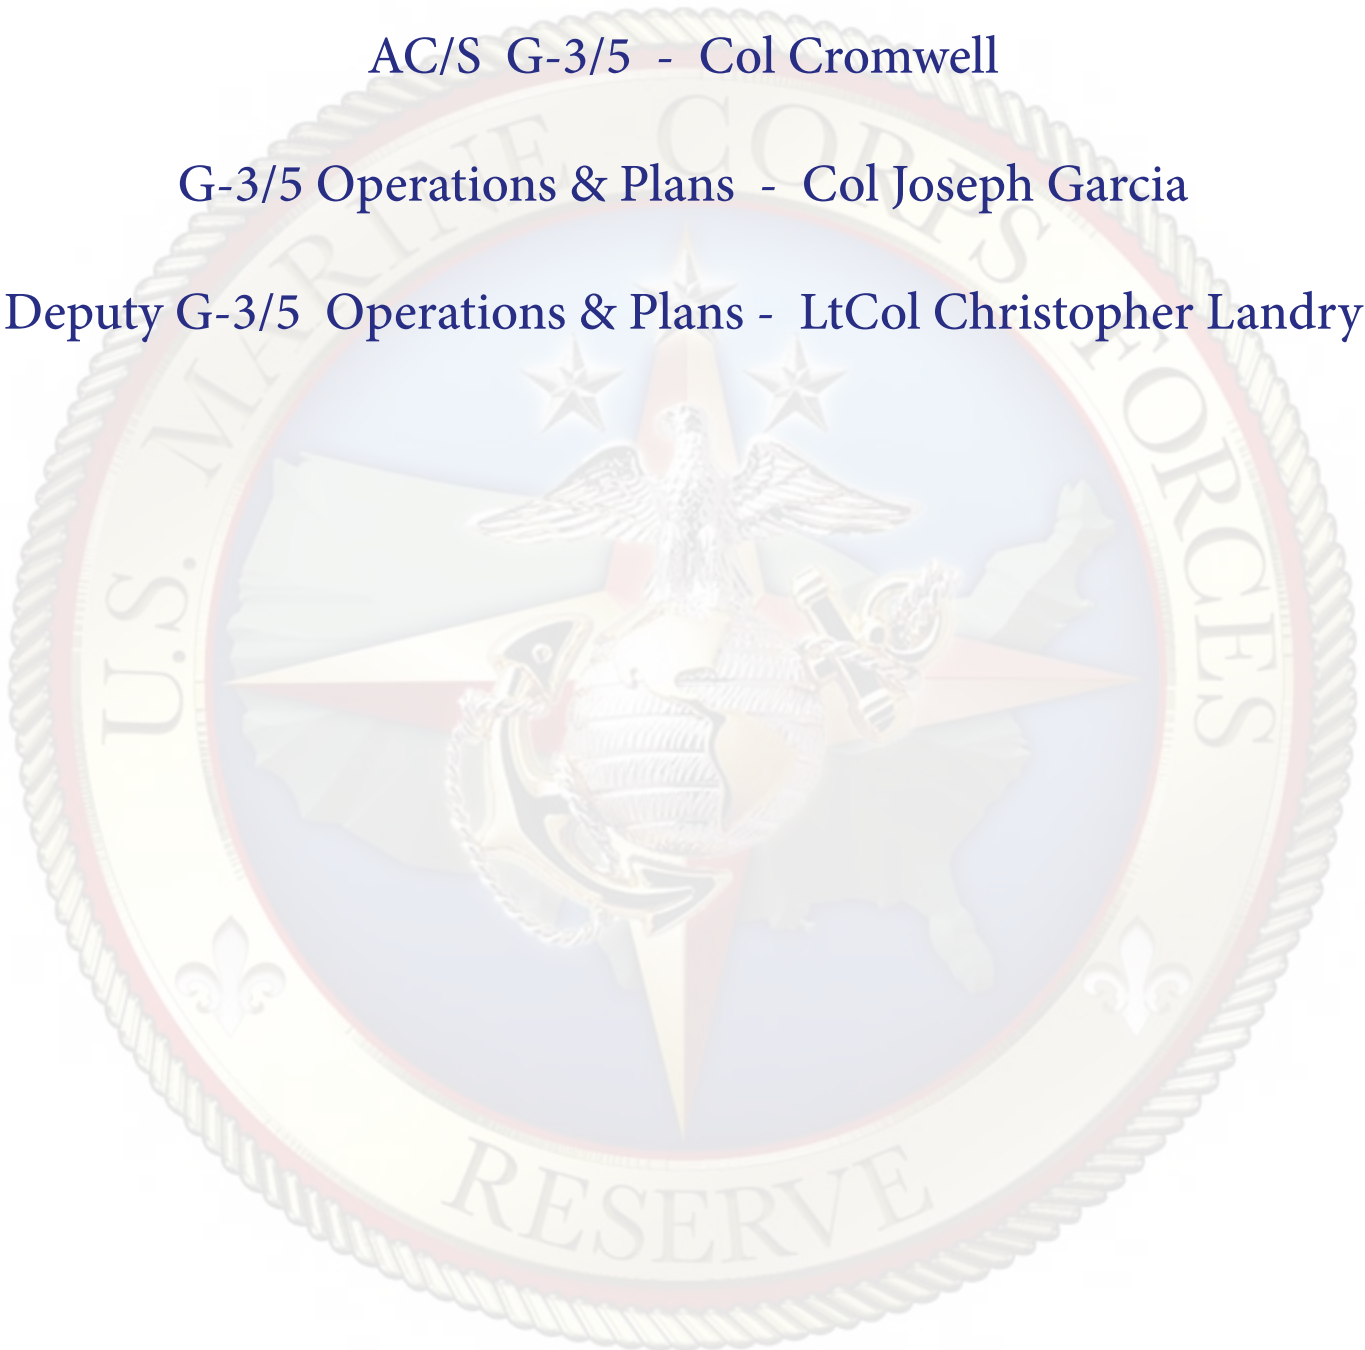 AC/S G-3/5 - Col Cromwell
G-3/5 Operations & Plans - Col Joseph Garcia
Deputy G-3/5 Operations & Plans - LtCol Christopher Landry
U.S. MARINE CORPS FORCES
RESERVE